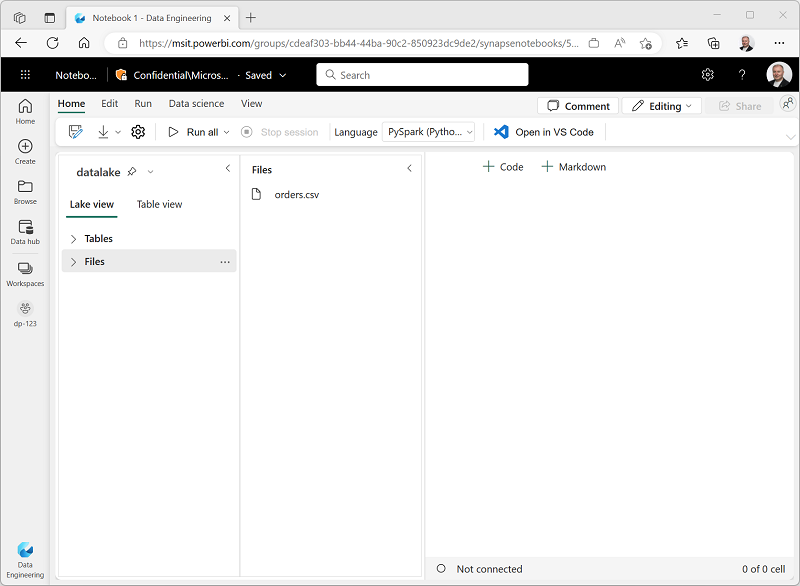 Notebook 1 - Data Engineering
https://msit.powerbi.com/groups/cdeaf303-bb44-44ba-90c2-850923dc9de2/synapsenotebooks/5...
Notebo... Confidential\Micros... · Saved Search ?
Home Edit Run Data science View Comment Editing Share
Run all Stop session Language PySpark (Pytho... Open in VS Code
Home
Create
Browse
Data hub
Workspaces
dp-123
Data
Engineering
datalake
Lake view Table view
Tables
Files ...
Files
orders.csv
+ Code + Markdown
Not connected 0 of 0 cell